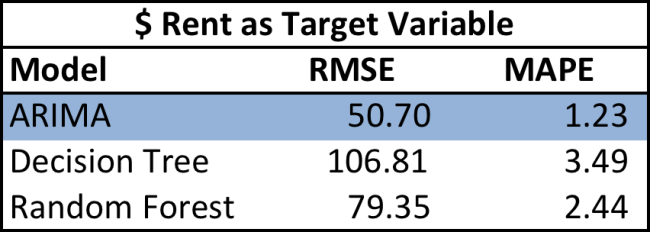 $ Rent as Target Variable
Model RMSE MAPE
ARIMA 50.70 1.23
Decision Tree 106.81 3.49
Random Forest 79.35 2.44